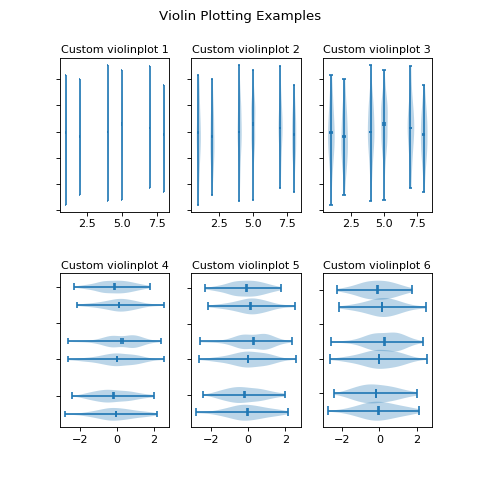 Violin Plotting Examples
Custom violinplot 1 Custom violinplot 2 Custom violinplot 3
2.5 5.0 7.5 2.5 5.0 7.5 2.5 5.0 7.5
Custom violinplot 4 Custom violinplot 5 Custom violinplot 6
−2 0 2 −2 0 2 −2 0 2